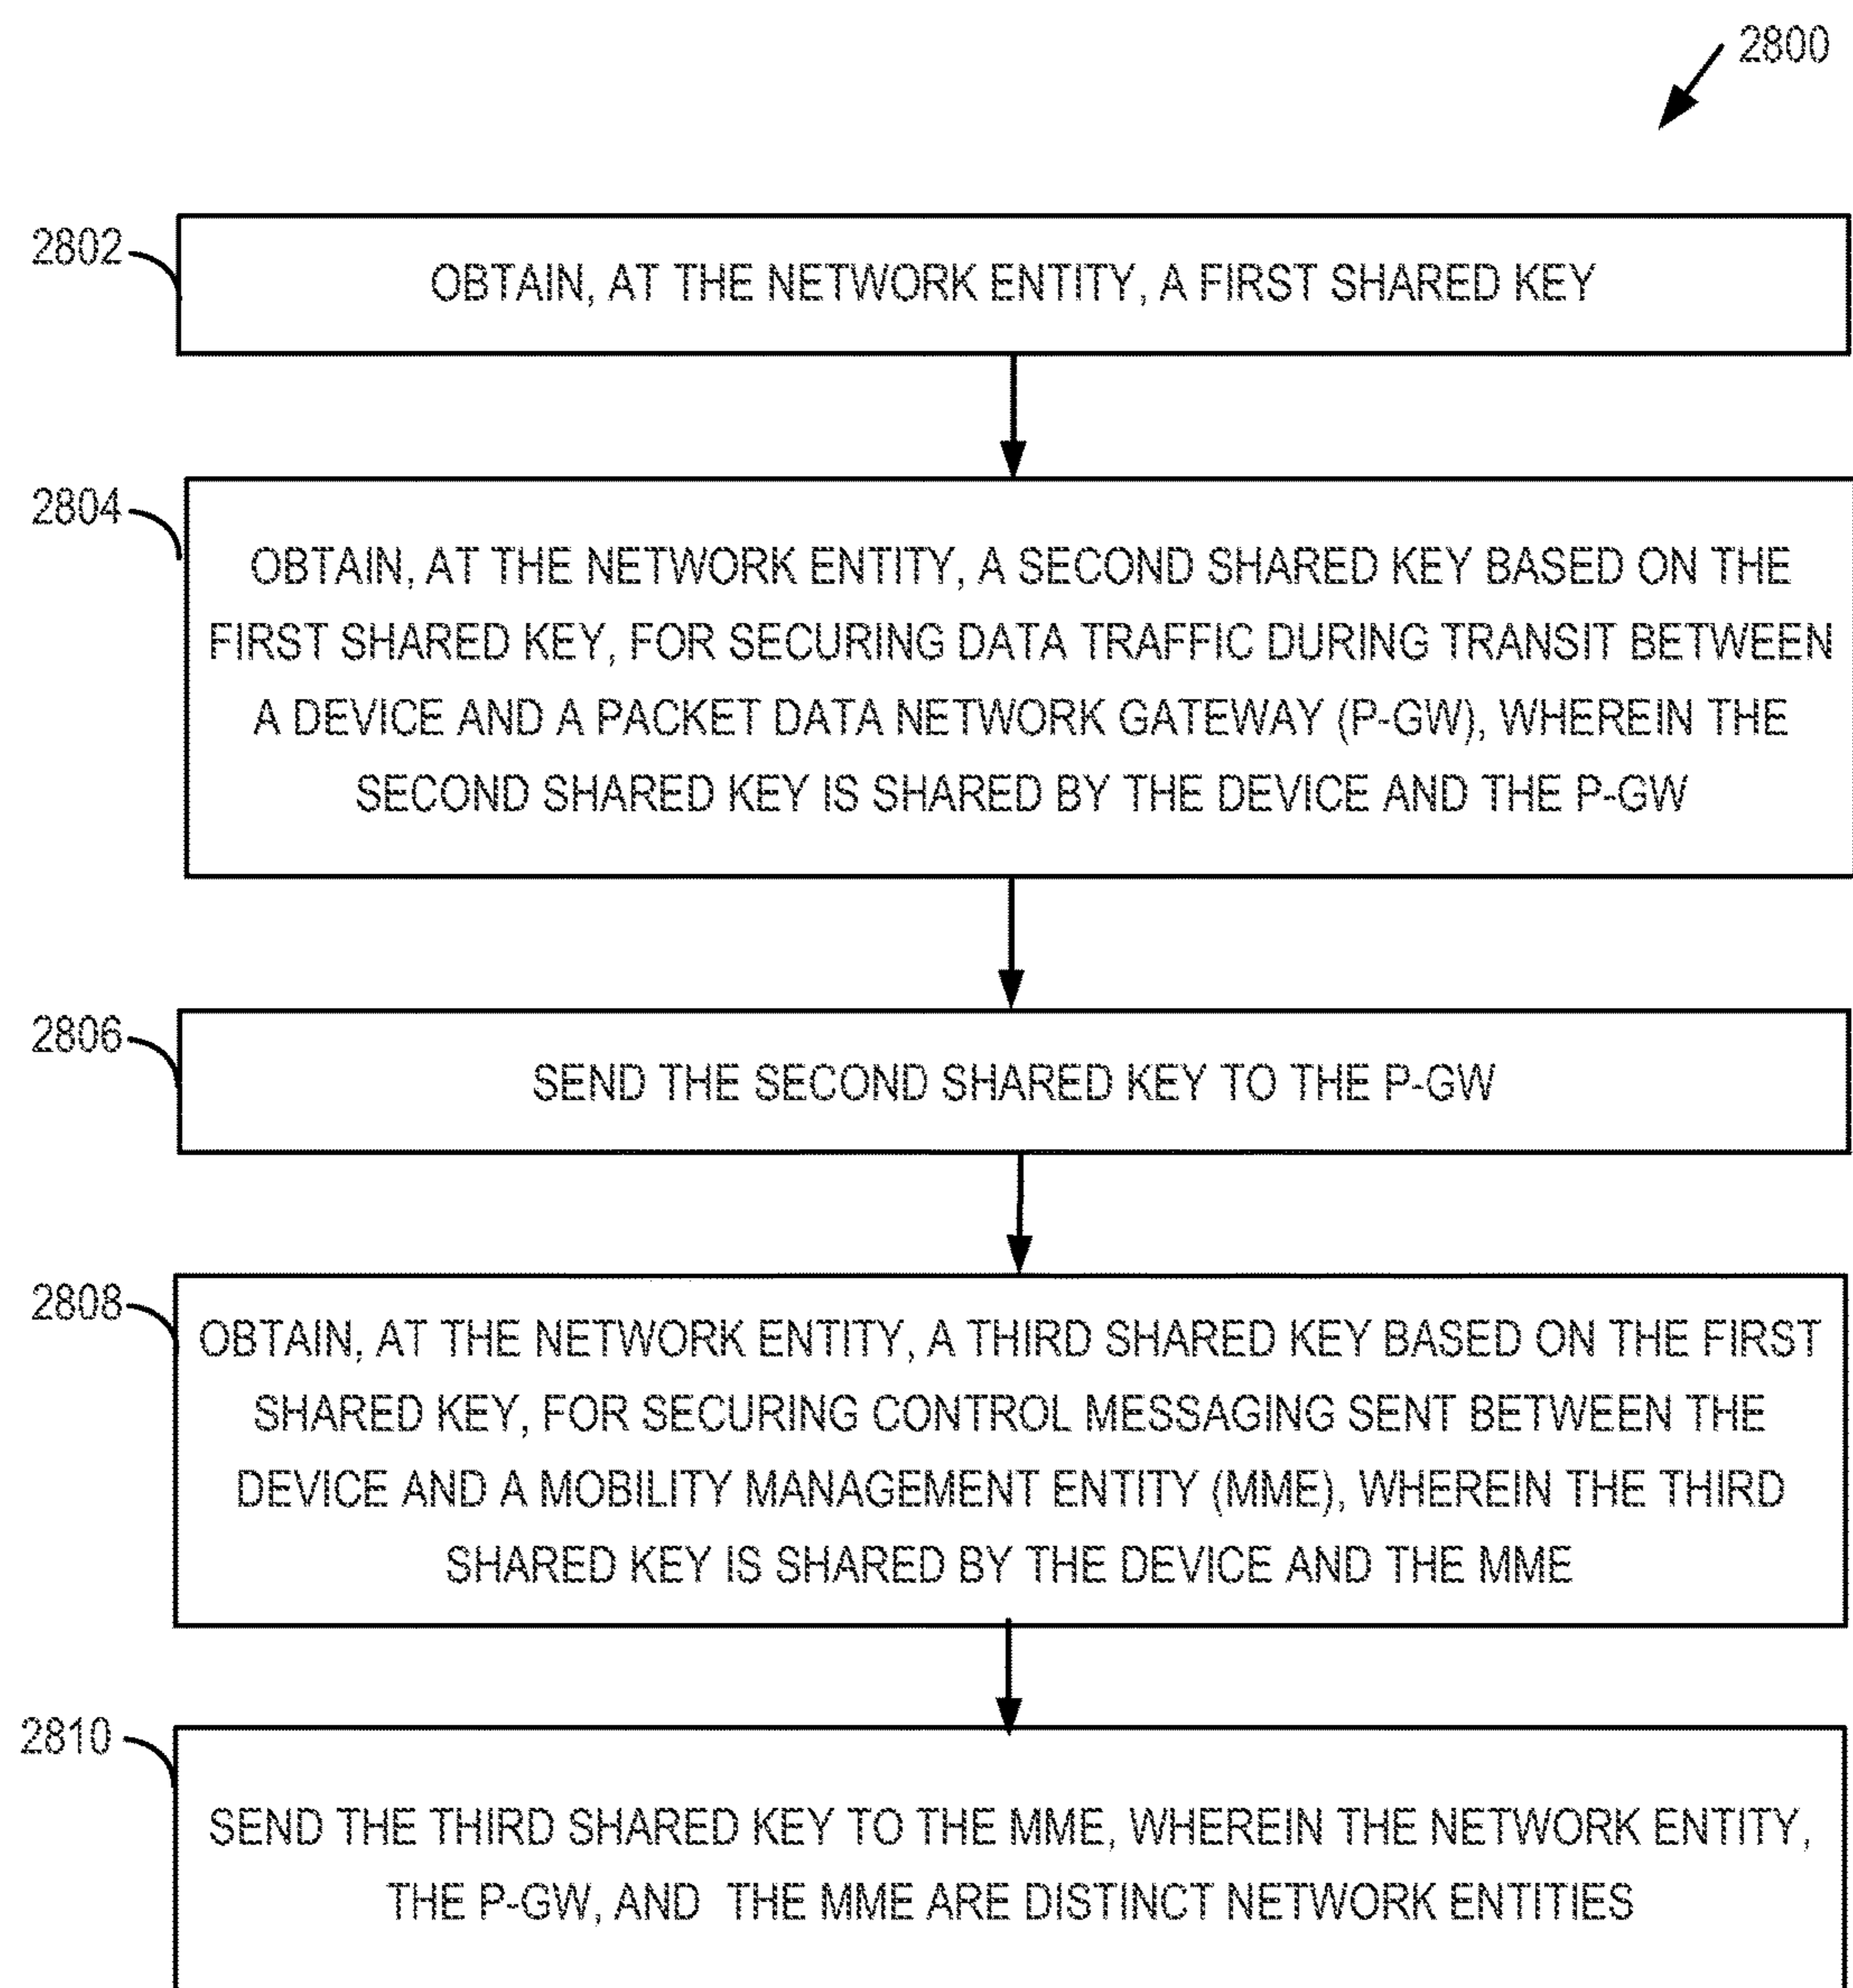 2800
2802
OBTAIN, AT THE NETWORK ENTITY, A FIRST SHARED KEY
2804
OBTAIN, AT THE NETWORK ENTITY, A SECOND SHARED KEY BASED ON THE
FIRST SHARED KEY, FOR SECURING DATA TRAFFIC DURING TRANSIT BETWEEN
A DEVICE AND A PACKET DATA NETWORK GATEWAY (P-GW), WHEREIN THE
SECOND SHARED KEY IS SHARED BY THE DEVICE AND THE P-GW
2806
SEND THE SECOND SHARED KEY TO THE P-GW
2808
OBTAIN, AT THE NETWORK ENTITY, A THIRD SHARED KEY BASED ON THE FIRST
SHARED KEY, FOR SECURING CONTROL MESSAGING SENT BETWEEN THE
DEVICE AND A MOBILITY MANAGEMENT ENTITY (MME), WHEREIN THE THIRD
SHARED KEY IS SHARED BY THE DEVICE AND THE MME
2810
SEND THE THIRD SHARED KEY TO THE MME, WHEREIN THE NETWORK ENTITY,
THE P-GW, AND THE MME ARE DISTINCT NETWORK ENTITIES